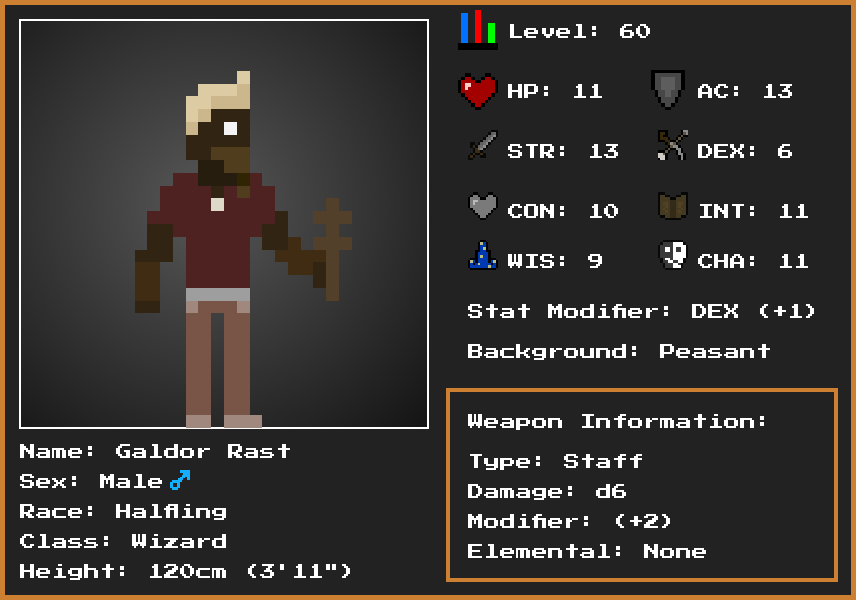 Level: 60
HP: 11 AC: 13
STR: 13 DEX: 6
CON: 10 INT: 11
WIS: 9 CHA: 11
Stat Modifier: DEX (+1)
Background: Peasant
Weapon Information:
Type: Staff
Damage: d6
Modifier: (+2)
Elemental: None
Name: Galdor Rast
Sex: Male♂
Race: Halfling
Class: Wizard
Height: 120cm (3'11")